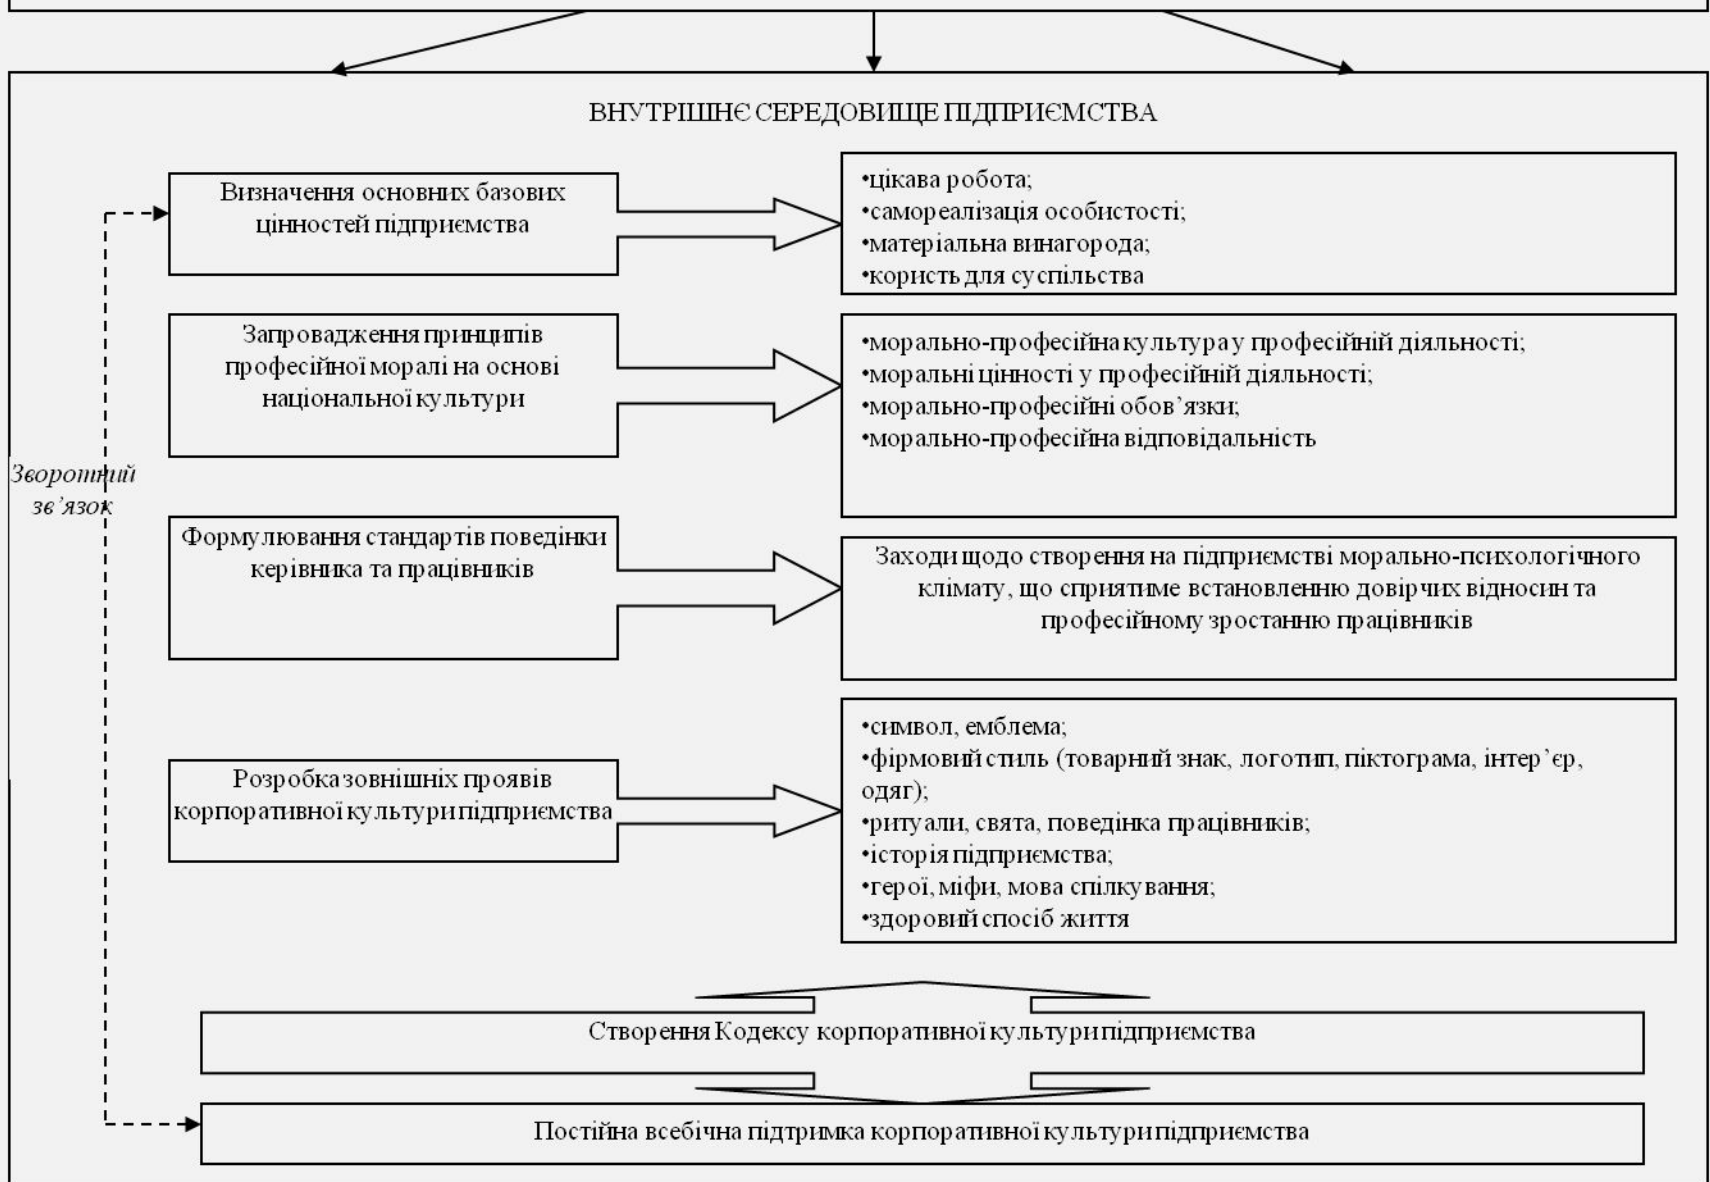 ВНУТРІШНЄ СЕРЕДОВИЩЕ ПІДПРИЄМСТВА
Визначення основних базових
цінностей підприємства
•цікава робота;
•самореалізація особистості;
•матеріальна винагорода;
•користь для суспільства
Запровадження принципів
професійної моралі на основі
національної культури
•морально-професійна культура у професійній діяльності;
•моральні цінності у професійній діяльності;
•морально-професійні обов’язки;
•морально-професійна відповідальність
Зворотний
зв’язок
Формулювання стандартів поведінки
керівника та працівників
Заходи щодо створення на підприємстві морально-психологічного
клімату, що сприятиме встановленню довірчих відносин та
професійному зростанню працівників
Розробка зовнішніх проявів
корпоративної культури підприємства
•символ, емблема;
•фірмовий стиль (товарний знак, логотип, піктограма, інтер’єр,
одяг);
•ритуали, свята, поведінка працівників;
•історія підприємства;
•герої, міфи, мова спілкування;
•здоровий спосіб життя
Створення Кодексу корпоративної культури підприємства
Постійна всебічна підтримка корпоративної культури підприємства